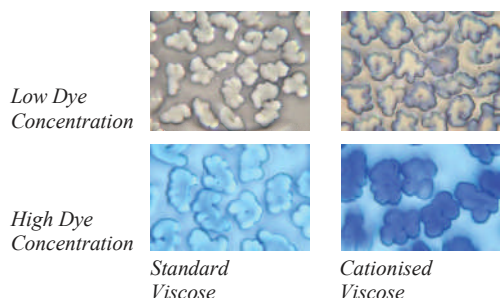 Low Dye
Concentration
High Dye
Concentration
Standard
Viscose
Cationised
Viscose